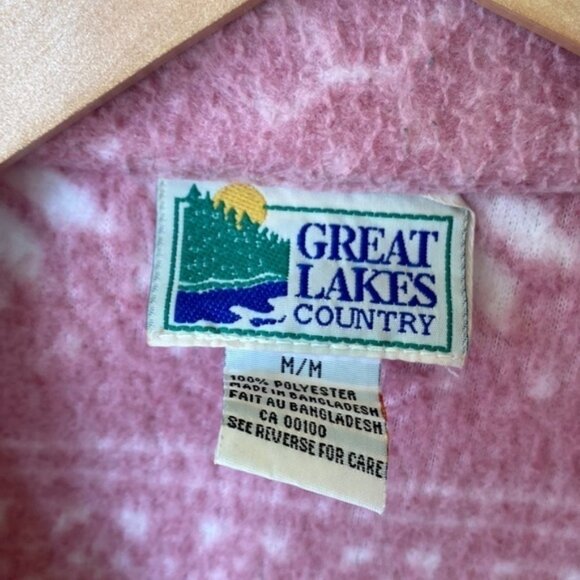 GREAT
LAKES
COUNTRY
M/M
100% POLYESTER
MADE IN BANGLADESH
FAIT AU BANGLADESH
CA 00100
SEE REVERSE FOR CARE